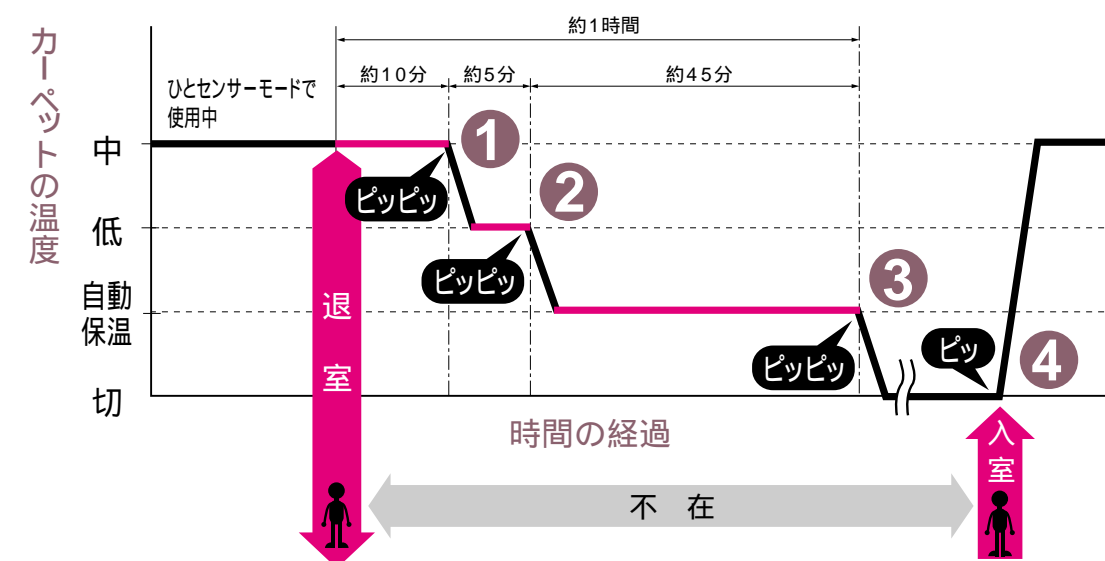 カーペットの温度
約1時間
約10分
約5分
約45分
ひとセンサーモードで
使用中
中
低
自動
保温
切
1
ピッピッ
2
ピッピッ
3
ピッピッ
ピッ
4
退室
入室
時間の経過
不在